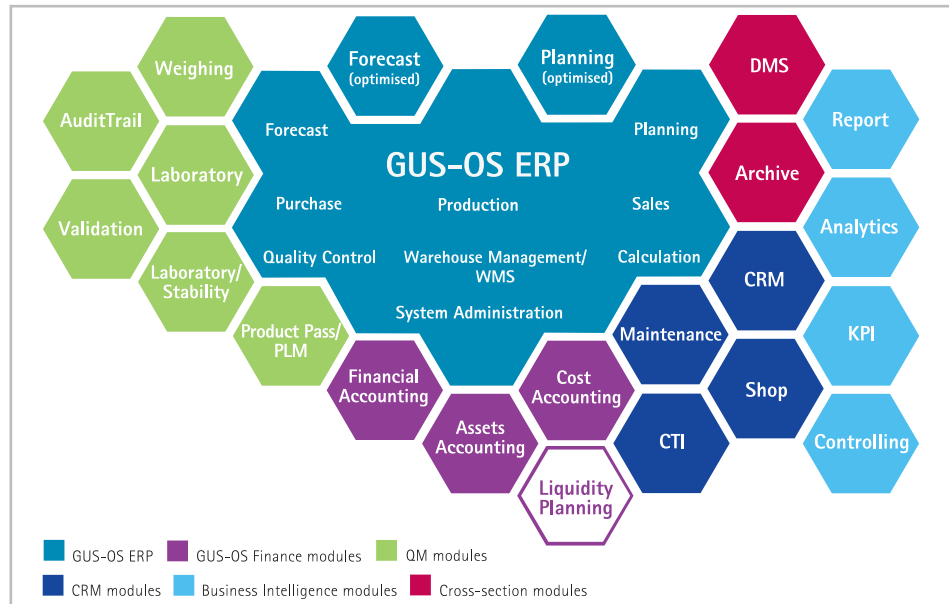 Weighing
Forecast
(optimised)
Planning
(optimised)
DMS
AuditTrail
Forecast
Planning
Report
GUS-OS ERP
Laboratory
Archive
Purchase
Production
Sales
Validation
Analytics
Quality Control
Warehouse Management/
WMS
Calculation
Laboratory/
Stability
CRM
System Administration
Product Pass/
PLM
Maintenance
KPI
Financial
Accounting
Cost
Accounting
Shop
Assets
Accounting
CTI
Controlling
Liquidity
Planning
GUS-OS ERP
GUS-OS Finance modules
QM modules
CRM modules
Business Intelligence modules
Cross-section modules